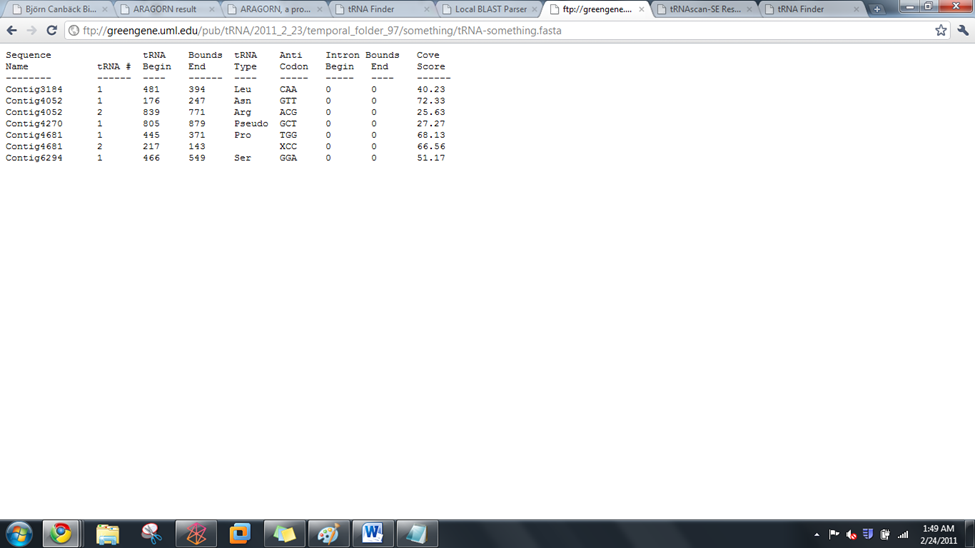 Björn Canbäck Bi...
ARAGORN result
ARAGORN, a pro...
tRNA Finder
Local BLAST Parser
ftp://greengene....
tRNAscan-SE Res...
tRNA Finder
ftp://greengene.uml.edu/pub/tRNA/2011_2_23/temporal_folder_97/something/tRNA-something.fasta
Sequence tRNA Bounds tRNA Anti Intron Bounds Cove
Name tRNA # Begin End Type Codon Begin End Score
-------- ------ ---- ------ ---- ----- ----- ---- ------
Contig3184 1 481 394 Leu CAA 0 0 40.23
Contig4052 1 176 247 Asn GTT 0 0 72.33
Contig4052 2 839 771 Arg ACG 0 0 25.63
Contig4270 1 805 879 Pseudo GCT 0 0 27.27
Contig4681 1 445 371 Pro TGG 0 0 68.13
Contig4681 2 217 143 XCC 0 0 66.56
Contig6294 1 466 549 Ser GGA 0 0 51.17
1:49 AM
2/24/2011